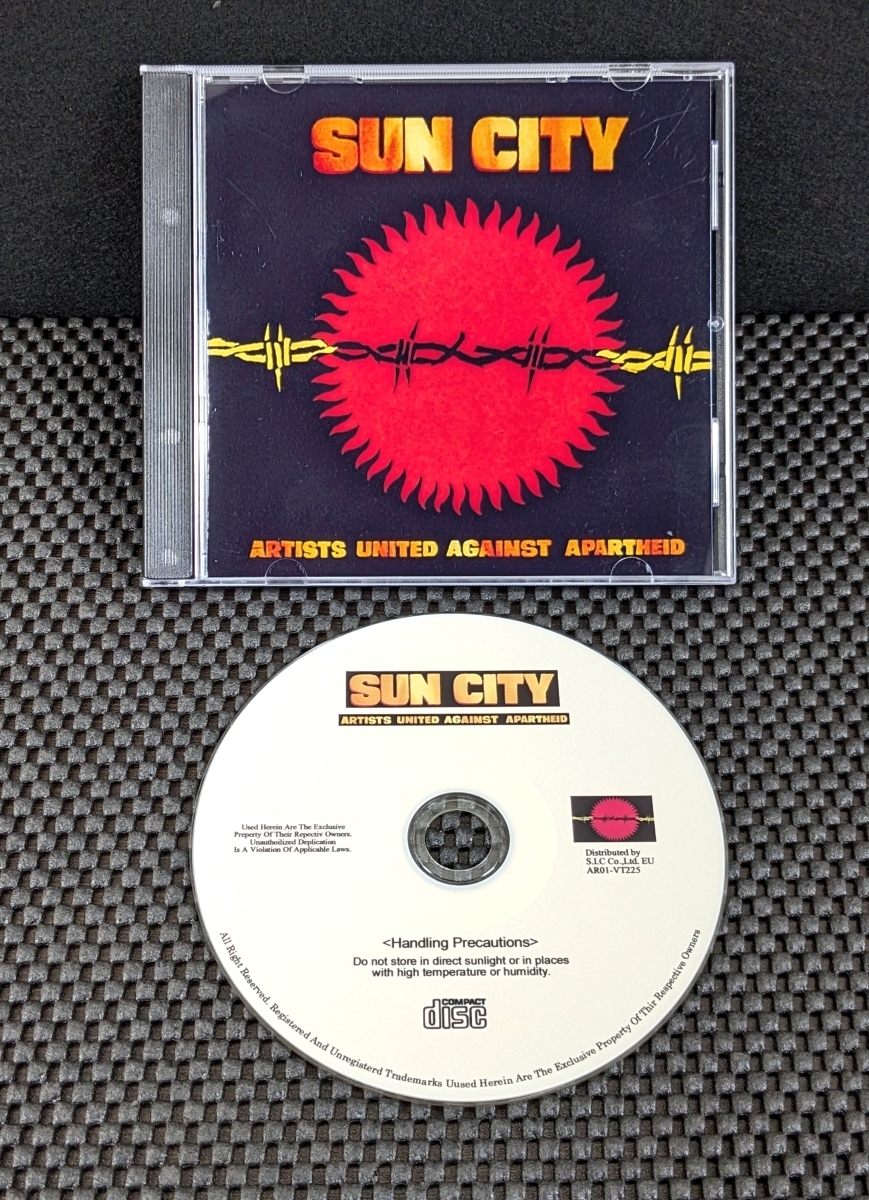 SUN CITY
ARTISTS UNITED AGAINST APARTHEID
SUN CITY
ARTISTS UNITED AGAINST APARTHEID
Used Herein Are The Exclusive
Property Of Their Repectiv Owners.
Unauthoilized Deplication
Is A Violation Of Applicable Laws.
Distributed by
S.I.C Co.,Ltd. EU
AR01-VT225
<Handling Precautions>
Do not store in direct sunlight or in places
with high temperature or humidity.
COMPACT
disc
All Right Reserved. Registered And Unregisterd Trademarks Uused Herein Are The Exclusive Property Of Thir Respective Owners